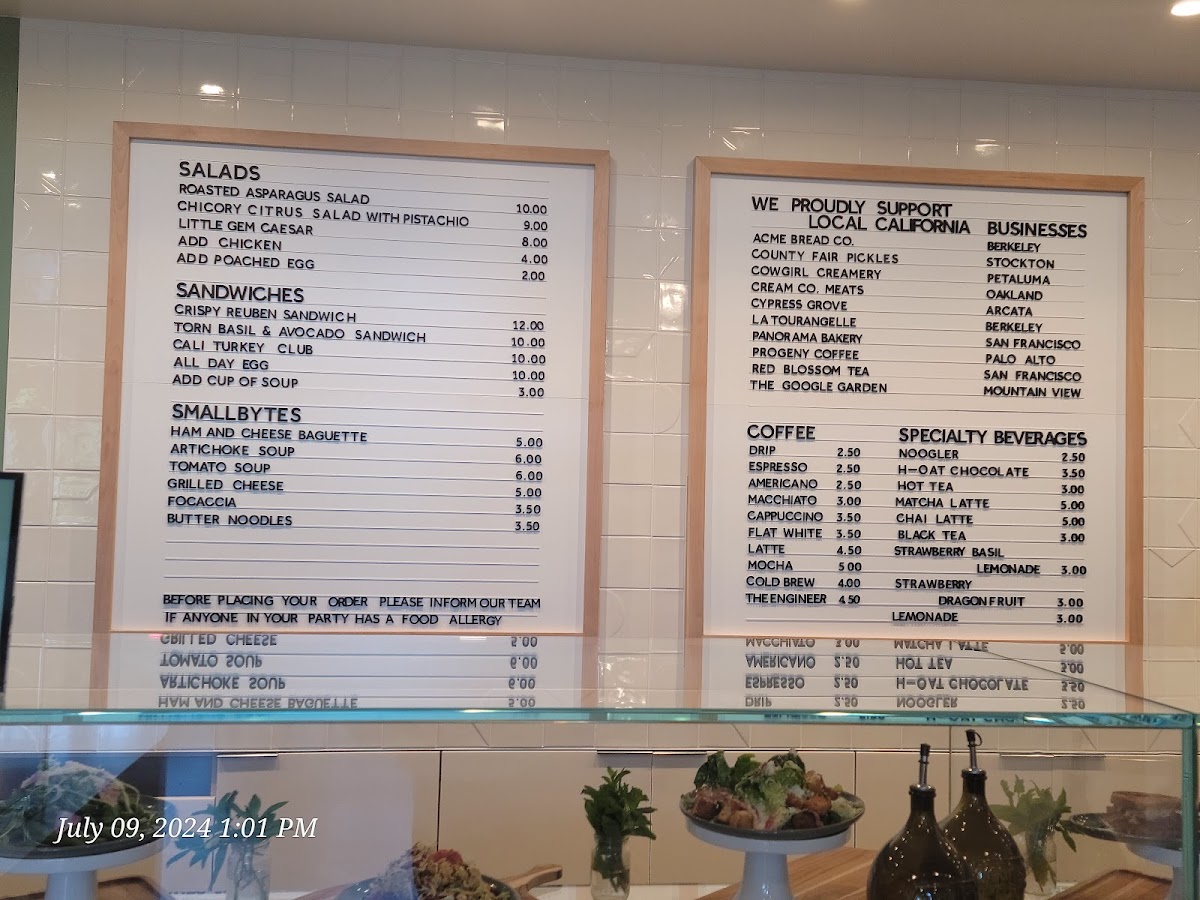 SALADS
ROASTED ASPARAGUS SALAD 10.00
CHICORY CITRUS SALAD WITH PISTACHIO 9.00
LITTLE GEM CAESAR 8.00
ADD CHICKEN 4.00
ADD POACHED EGG 2.00
SANDWICHES
CRISPY REUBEN SANDWICH 12.00
TORN BASIL & AVOCADO SANDWICH 10.00
CALI TURKEY CLUB 10.00
ALL DAY EGG 10.00
ADD CUP OF SOUP 3.00
SMALLBYTES
HAM AND CHEESE BAGUETTE 5.00
ARTICHOKE SOUP 6.00
TOMATO SOUP 6.00
GRILLED CHEESE 5.00
FOCACCIA 3.50
BUTTER NOODLES 3.50
BEFORE PLACING YOUR ORDER PLEASE INFORM OUR TEAM
IF ANYONE IN YOUR PARTY HAS A FOOD ALLERGY
WE PROUDLY SUPPORT
LOCAL CALIFORNIA BUSINESSES
ACME BREAD CO. BERKELEY
COUNTY FAIR PICKLES STOCKTON
COWGIRL CREAMERY PETALUMA
CREAM CO. MEATS OAKLAND
CYPRESS GROVE ARCATA
LA TOURANGELLE BERKELEY
PANORAMA BAKERY SAN FRANCISCO
PROGENY COFFEE PALO ALTO
RED BLOSSOM TEA SAN FRANCISCO
THE GOOGLE GARDEN MOUNTAIN VIEW
COFFEE
DRIP 2.50
ESPRESSO 2.50
AMERICANO 2.50
MACCHIATO 3.00
CAPPUCCINO 3.50
FLAT WHITE 3.50
LATTE 4.50
MOCHA 5 00
COLD BREW 4.00
THE ENGINEER 4 50
SPECIALTY BEVERAGES
NOOGLER 2.50
H-OAT CHOCOLATE 3.50
HOT TEA 3.00
MATCHA LATTE 5.00
CHAI LATTE 5.00
BLACK TEA 3.00
STRAWBERRY BASIL
LEMONADE 3.00
STRAWBERRY
DRAGONFRUIT 3.00
LEMONADE 3.00
July 09, 2024 1:01 PM